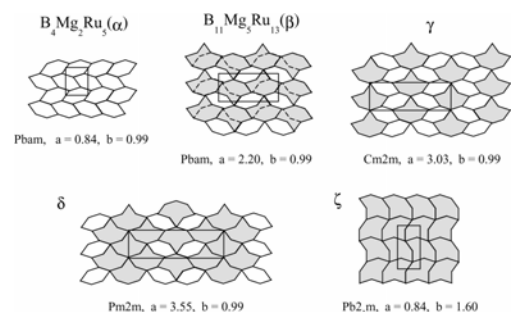 B₄Mg₂Ru₅(α)
B₁₁Mg₅Ru₁₃(β)
γ
Pbam, a = 0.84, b = 0.99
Pbam, a = 2.20, b = 0.99
Cm2m, a = 3.03, b = 0.99
δ
ζ
Pm2m, a = 3.55, b = 0.99
Pb2₁m, a = 0.84, b = 1.60